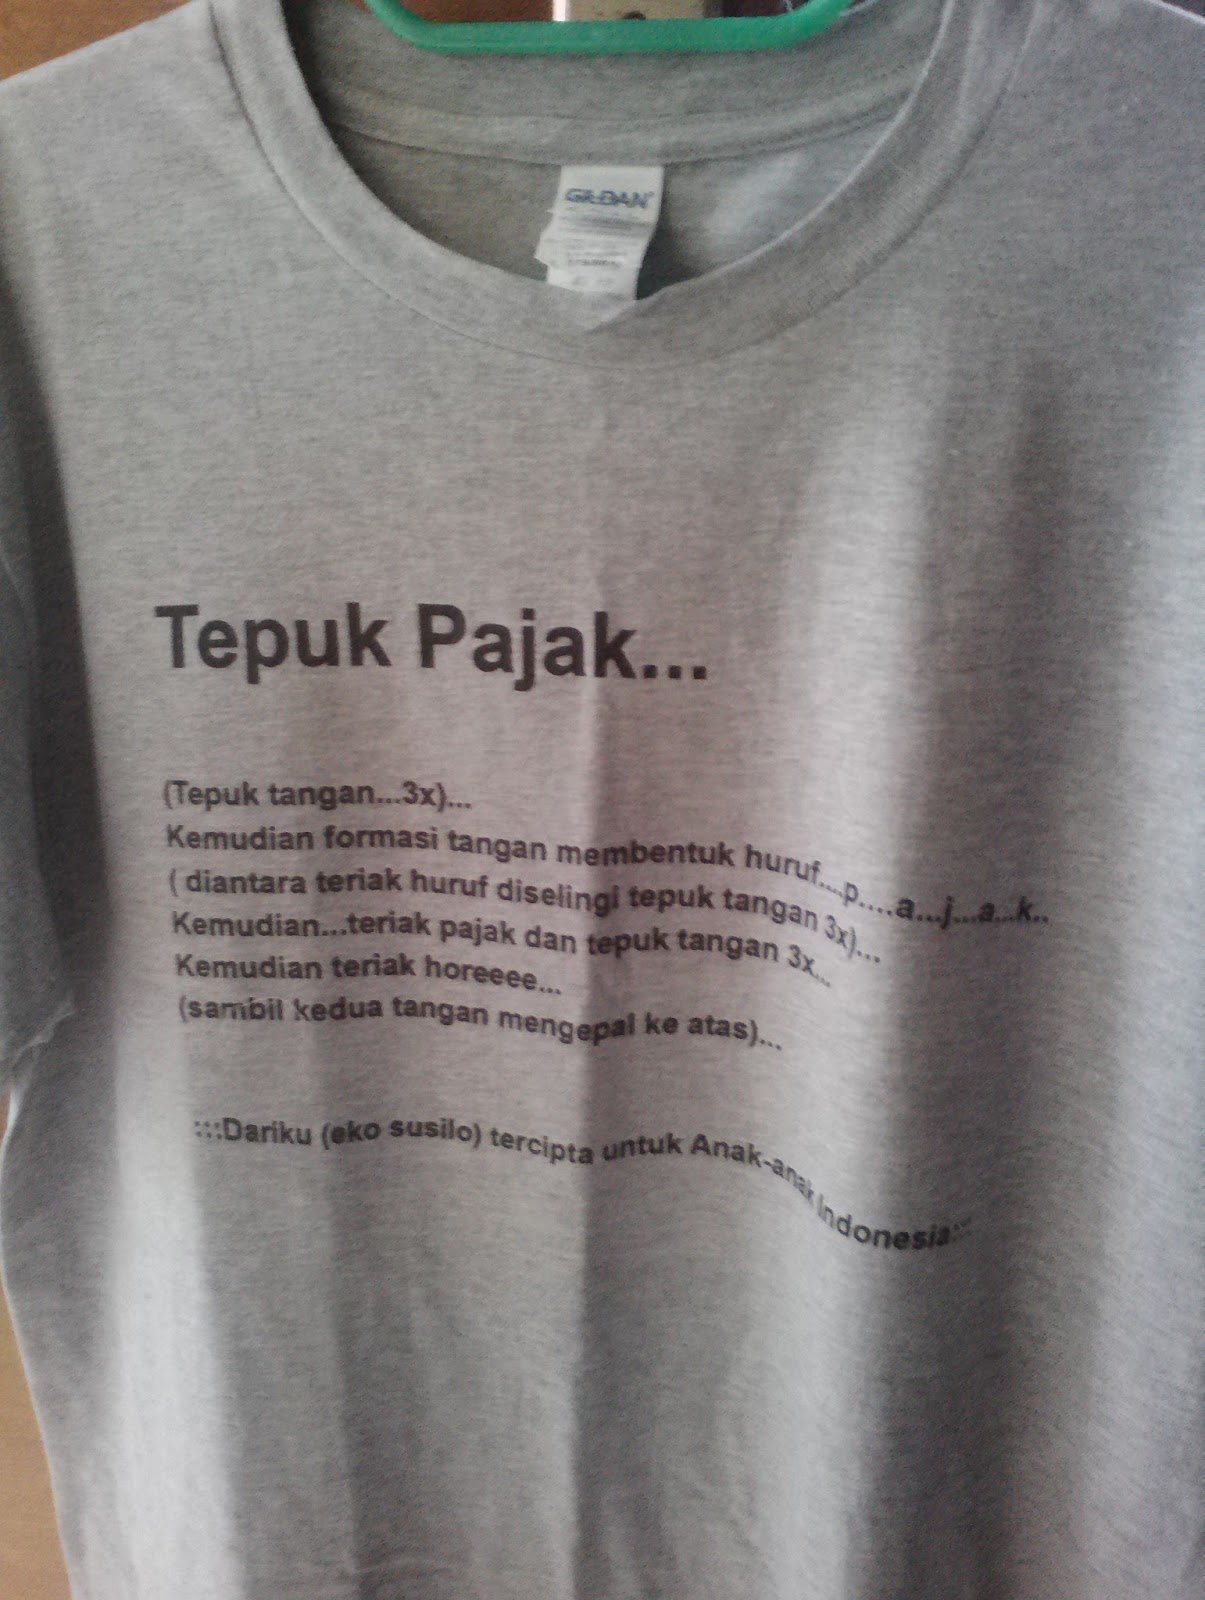 GILDAN
Tepuk Pajak...
(Tepuk tangan...3x)...
Kemudian formasi tangan membentuk huruf....p....a...j...a...k..
( diantara teriak huruf diselingi tepuk tangan 3x)...
Kemudian...teriak pajak dan tepuk tangan 3x...
Kemudian teriak horeeee...
(sambil kedua tangan mengepal ke atas)...
:::Dariku (eko susilo) tercipta untuk Anak-anak Indonesia:::